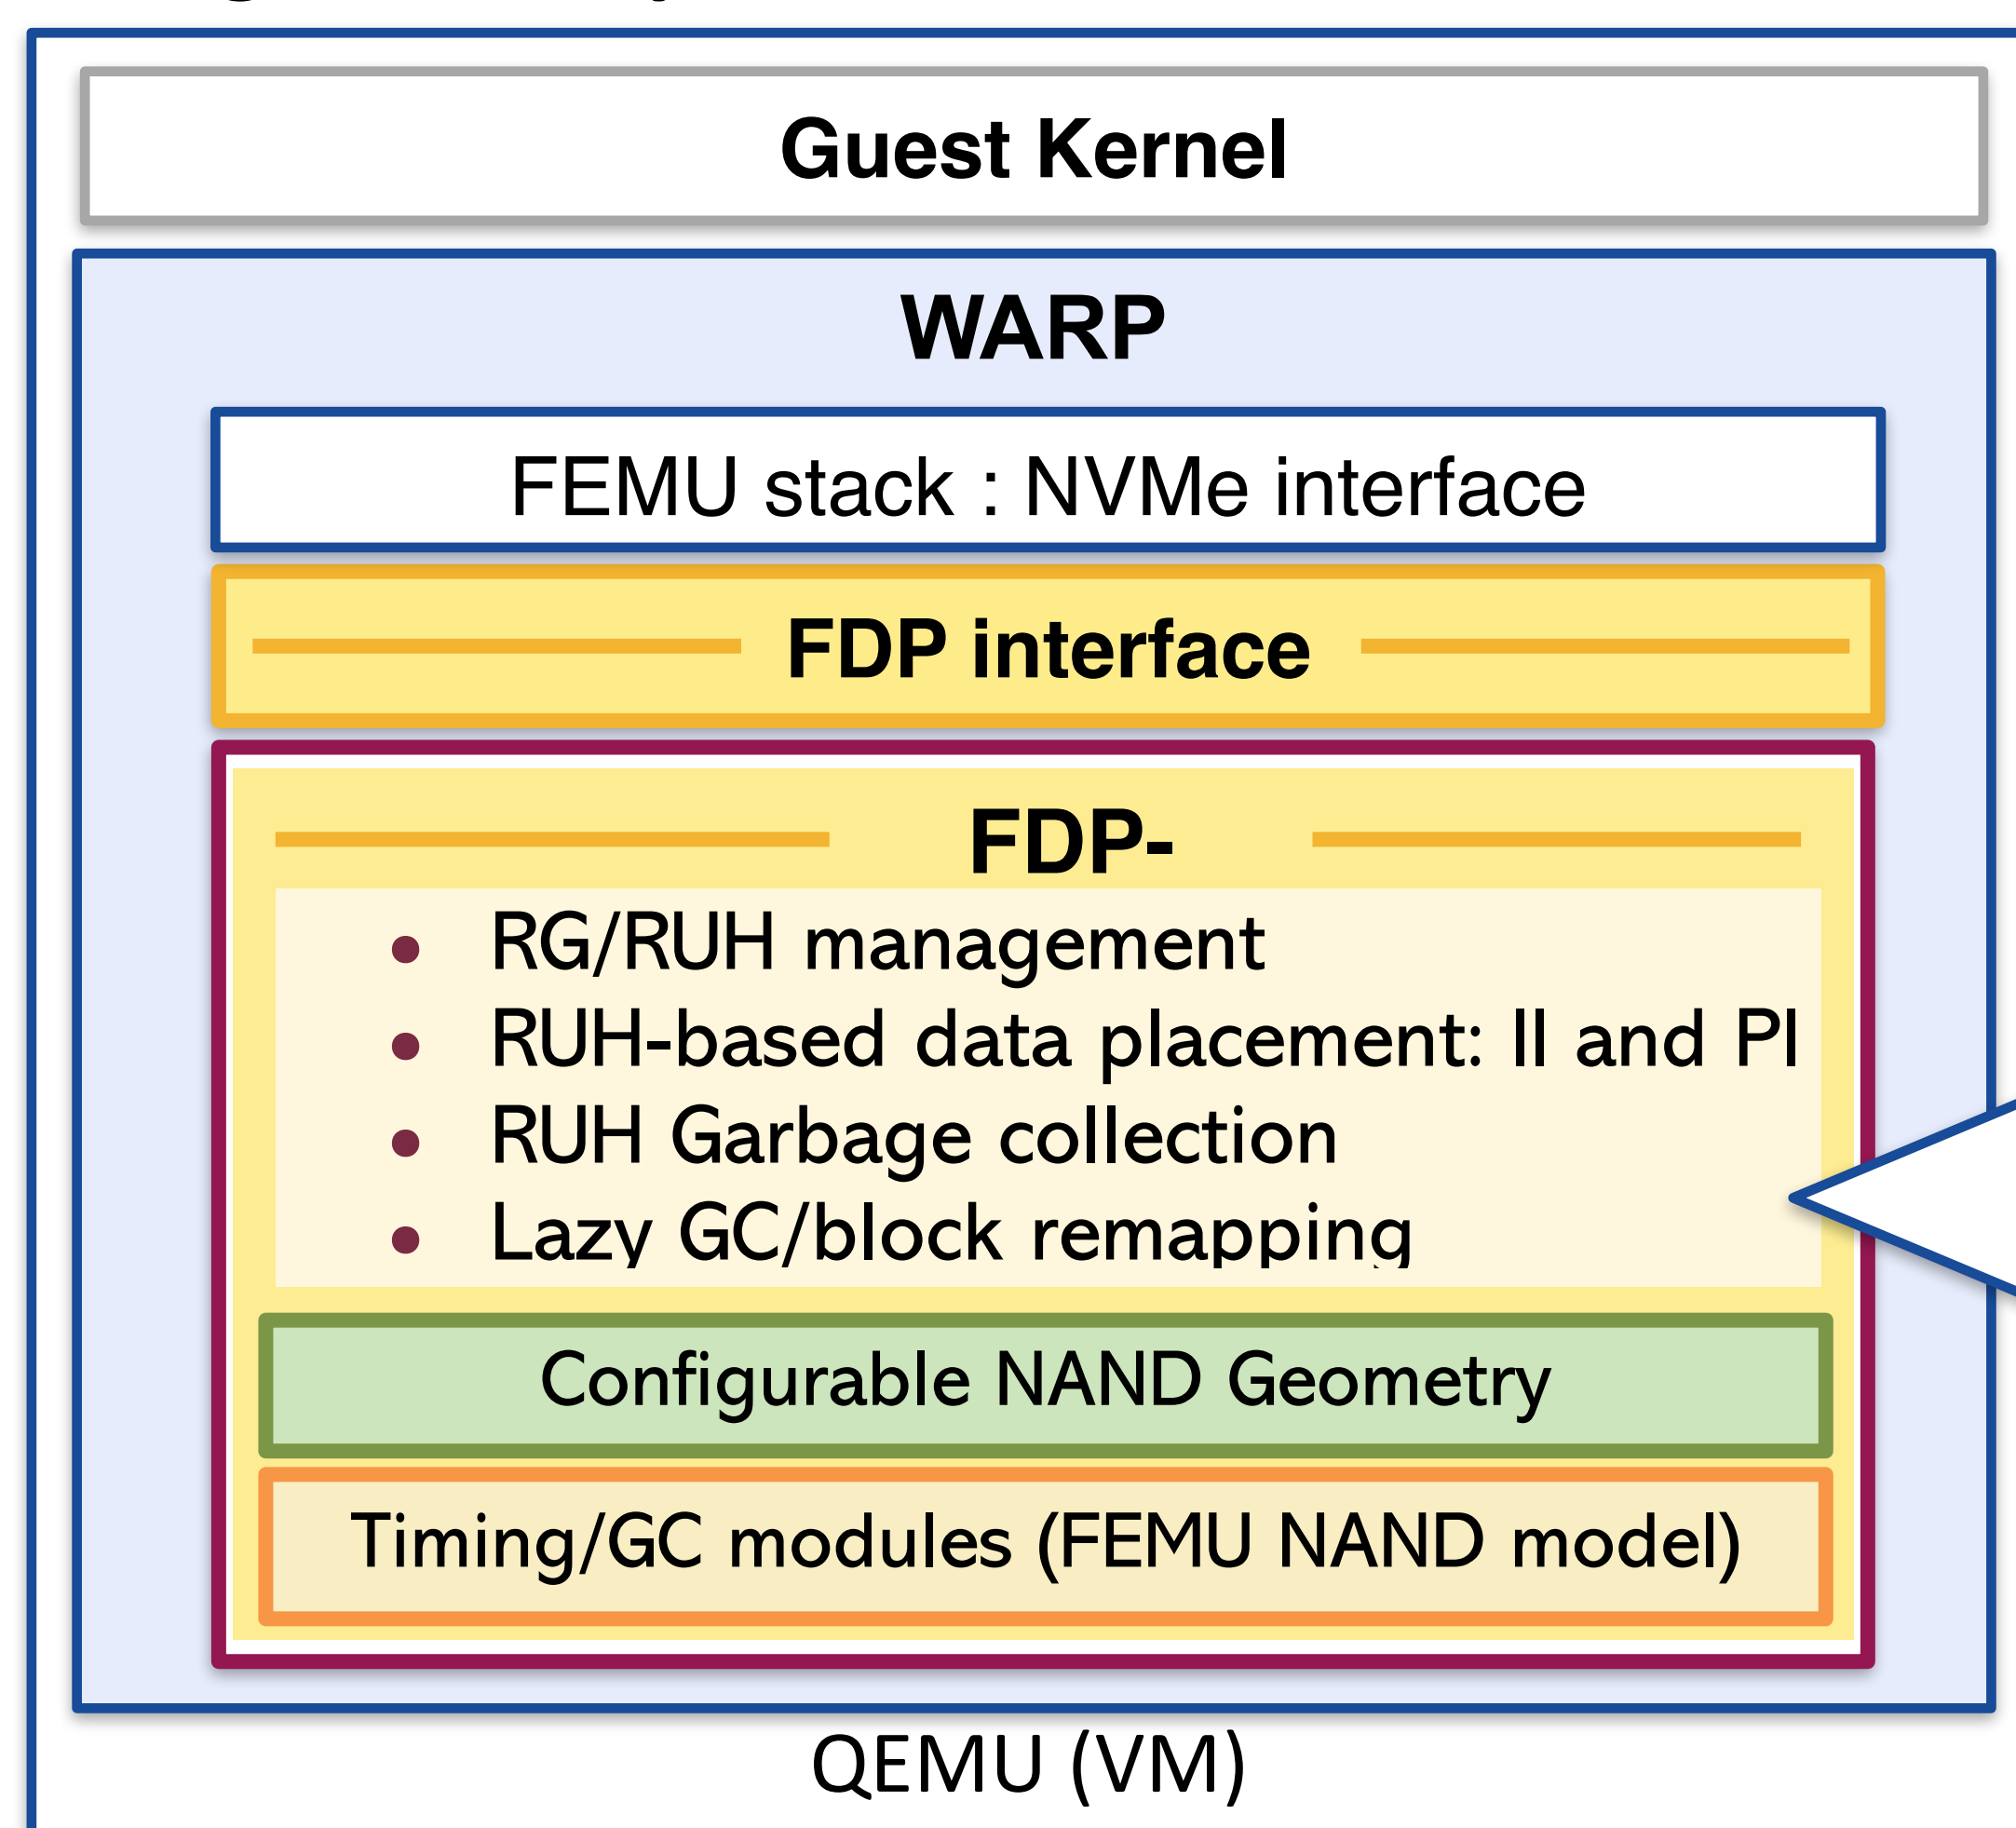 Guest Kernel
WARP
FEMU stack : NVMe interface
FDP interface
FDP-
• RG/RUH management
• RUH-based data placement: II and PI
• RUH Garbage collection
• Lazy GC/block remapping
Configurable NAND Geometry
Timing/GC modules (FEMU NAND model)
QEMU (VM)